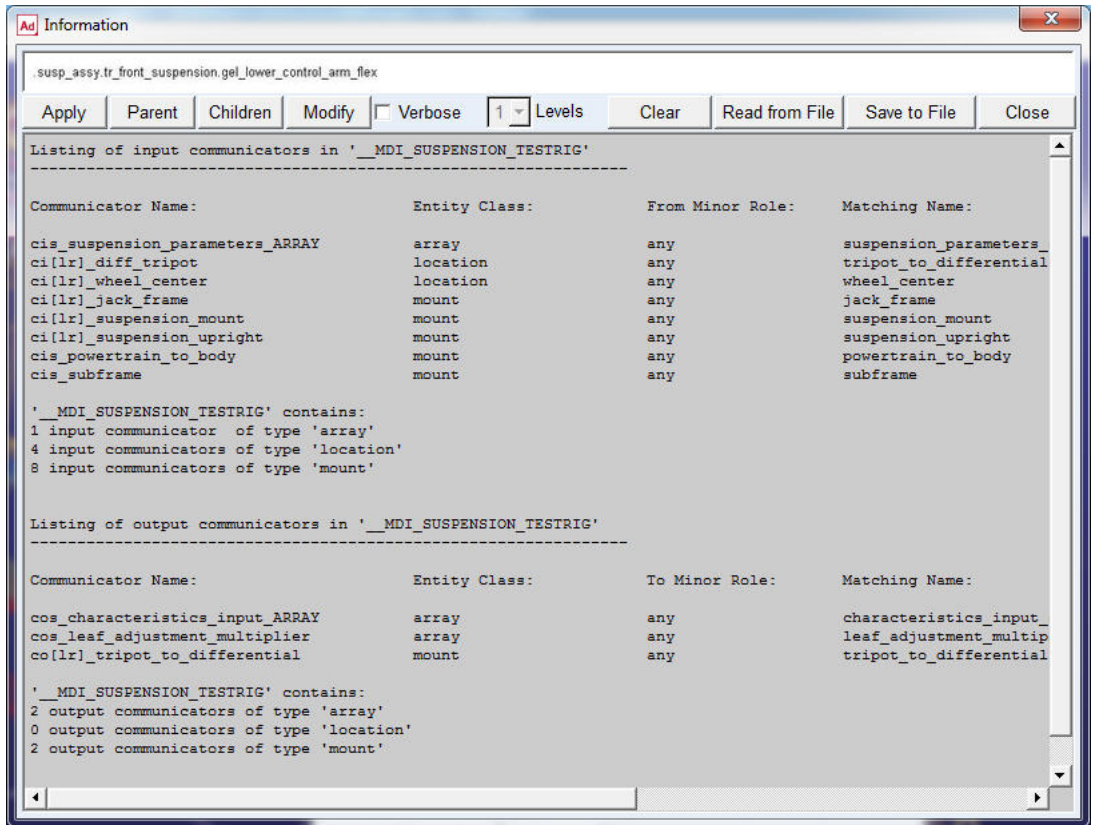 Ad Information
.susp_assy.tr_front_suspension.gel_lower_control_arm_flex
Apply Parent Children Modify Verbose 1 Levels Clear Read from File Save to File Close
Listing of input communicators in '__MDI_SUSPENSION_TESTRIG'
----------------------------------------------------------------
Communicator Name: Entity Class: From Minor Role: Matching Name:
cis_suspension_parameters_ARRAY array any suspension_parameters_
ci[lr]_diff_tripot location any tripot_to_differential
ci[lr]_wheel_center location any wheel_center
ci[lr]_jack_frame mount any jack_frame
ci[lr]_suspension_mount mount any suspension_mount
ci[lr]_suspension_upright mount any suspension_upright
cis_powertrain_to_body mount any powertrain_to_body
cis_subframe mount any subframe
'__MDI_SUSPENSION_TESTRIG' contains:
1 input communicator  of type 'array'
4 input communicators of type 'location'
8 input communicators of type 'mount'
Listing of output communicators in '__MDI_SUSPENSION_TESTRIG'
----------------------------------------------------------------
Communicator Name: Entity Class: To Minor Role: Matching Name:
cos_characteristics_input_ARRAY array any characteristics_input_
cos_leaf_adjustment_multiplier array any leaf_adjustment_multip
co[lr]_tripot_to_differential mount any tripot_to_differential
'__MDI_SUSPENSION_TESTRIG' contains:
2 output communicators of type 'array'
0 output communicators of type 'location'
2 output communicators of type 'mount'